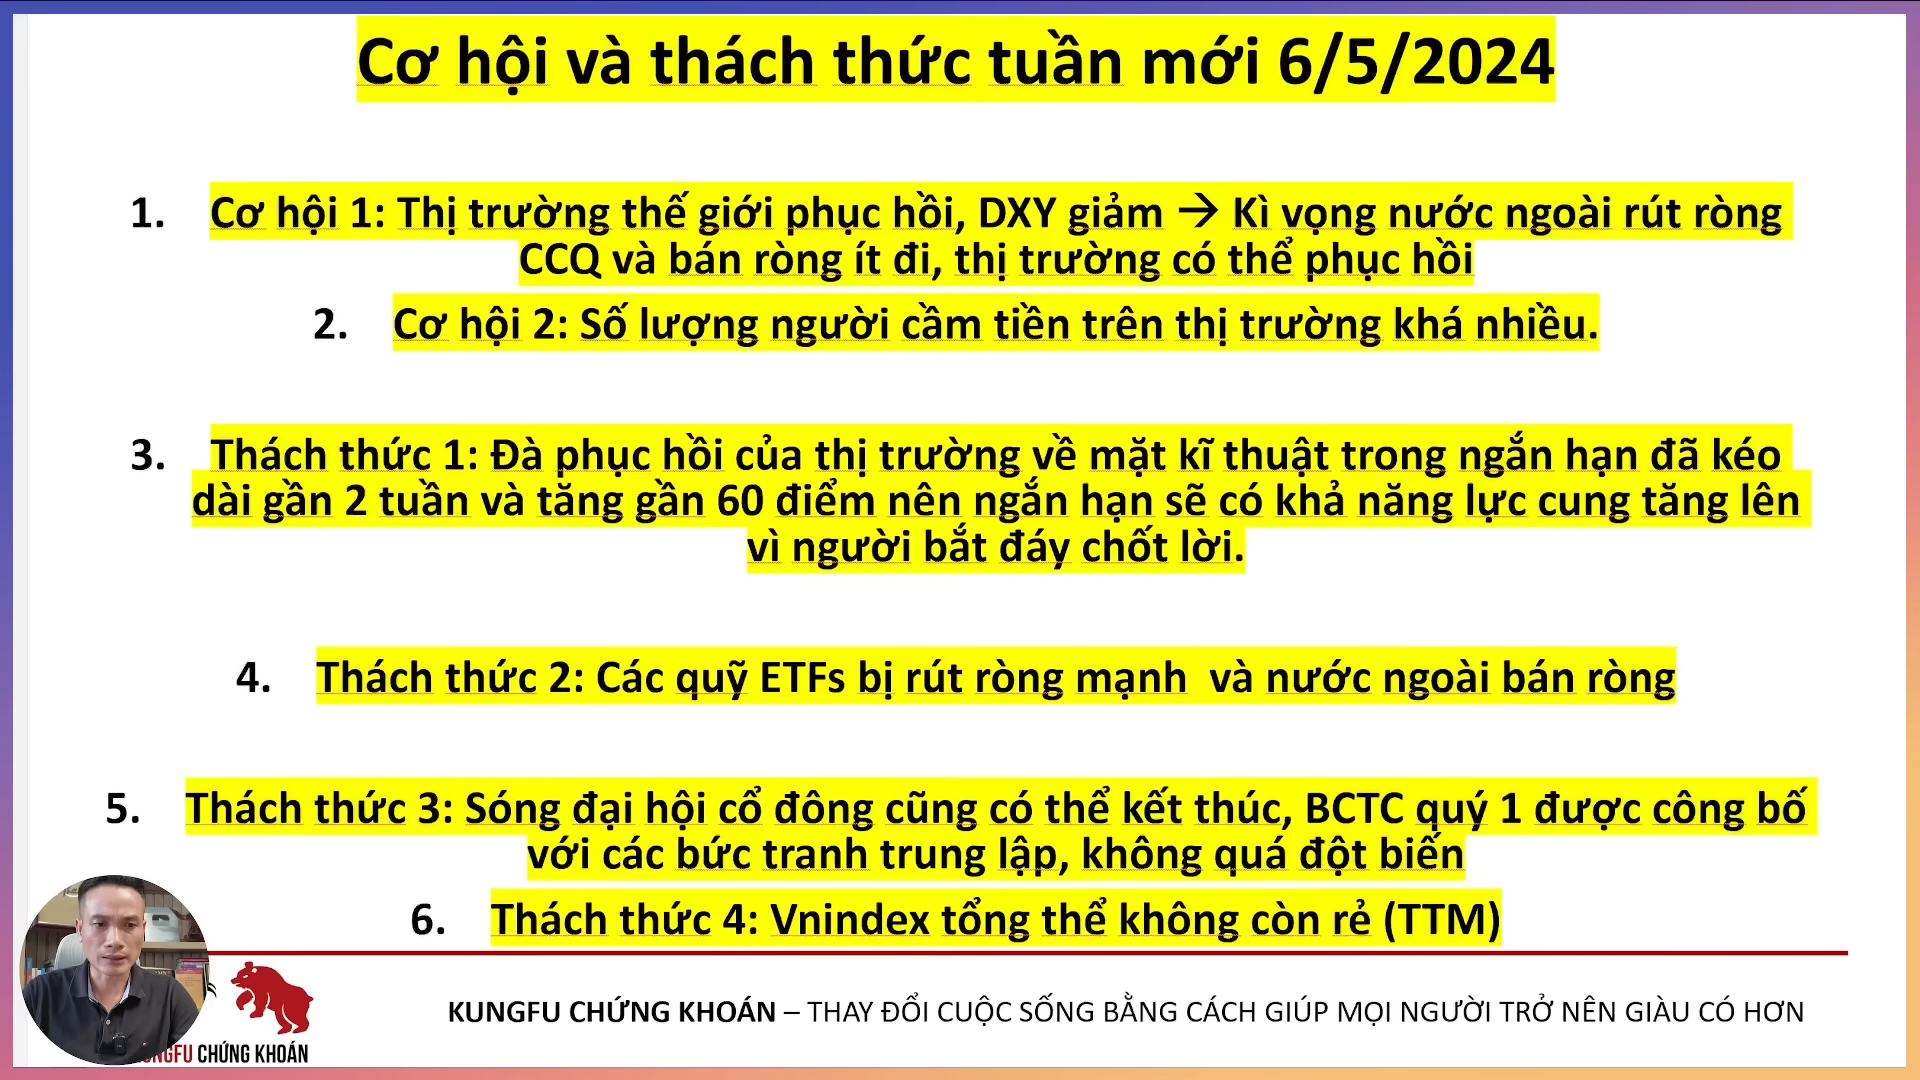 Cơ hội và thách thức tuần mới 6/5/2024
1. Cơ hội 1: Thị trường thế giới phục hồi, DXY giảm → Kì vọng nước ngoài rút ròng
CCQ và bán ròng ít đi, thị trường có thể phục hồi
2. Cơ hội 2: Số lượng người cầm tiền trên thị trường khá nhiều.
3. Thách thức 1: Đà phục hồi của thị trường về mặt kĩ thuật trong ngắn hạn đã kéo
dài gần 2 tuần và tăng gần 60 điểm nên ngắn hạn sẽ có khả năng lực cung tăng lên
vì người bắt đáy chốt lời.
4. Thách thức 2: Các quỹ ETFs bị rút ròng mạnh  và nước ngoài bán ròng
5. Thách thức 3: Sóng đại hội cổ đông cũng có thể kết thúc, BCTC quý 1 được công bố
với các bức tranh trung lập, không quá đột biến
6. Thách thức 4: Vnindex tổng thể không còn rẻ (TTM)
KUNGFU CHỨNG KHOÁN – THAY ĐỔI CUỘC SỐNG BẰNG CÁCH GIÚP MỌI NGƯỜI TRỞ NÊN GIÀU CÓ HƠN
CHỨNG KHOÁN